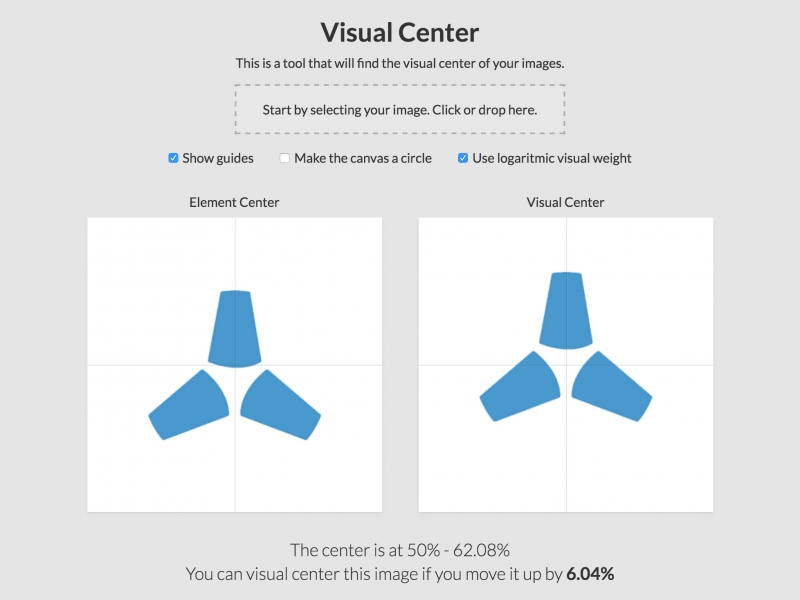 Visual Center
This is a tool that will find the visual center of your images.
Start by selecting your image. Click or drop here.
Show guides
Make the canvas a circle
Use logaritmic visual weight
Element Center
Visual Center
The center is at 50% - 62.08%
You can visual center this image if you move it up by 6.04%